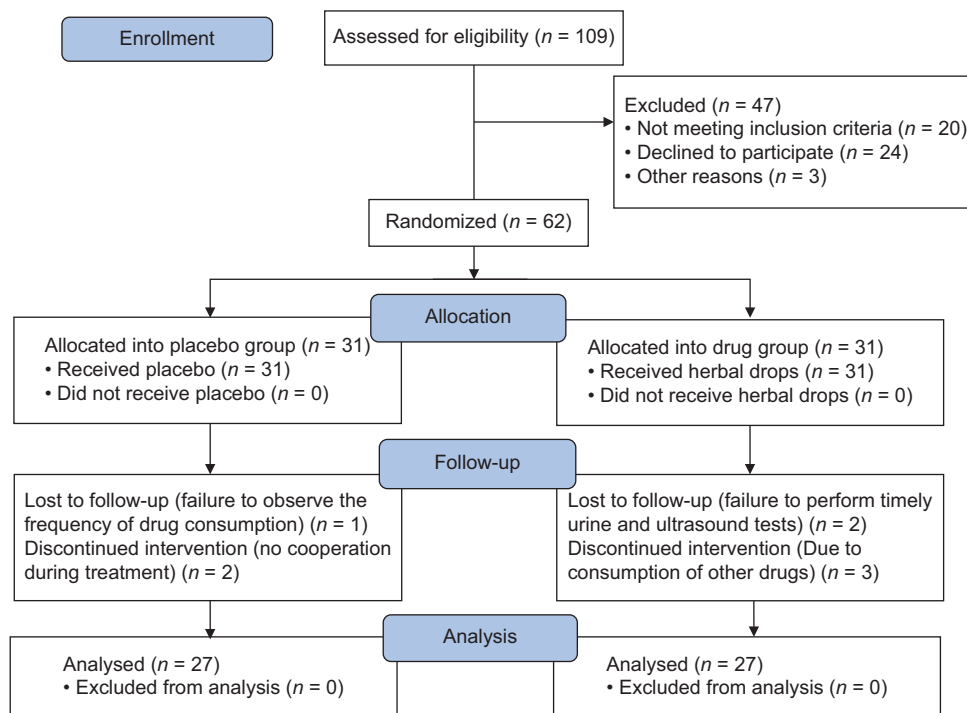 Enrollment
Assessed for eligibility (n = 109)
Excluded (n = 47)
• Not meeting inclusion criteria (n = 20)
• Declined to participate (n = 24)
• Other reasons (n = 3)
Randomized (n = 62)
Allocation
Allocated into placebo group (n = 31)
• Received placebo (n = 31)
• Did not receive placebo (n = 0)
Allocated into drug group (n = 31)
• Received herbal drops (n = 31)
• Did not receive herbal drops (n = 0)
Follow-up
Lost to follow-up (failure to observe the
frequency of drug consumption) (n = 1)
Discontinued intervention (no cooperation
during treatment) (n = 2)
Lost to follow-up (failure to perform timely
urine and ultrasound tests) (n = 2)
Discontinued intervention (Due to
consumption of other drugs) (n = 3)
Analysis
Analysed (n = 27)
• Excluded from analysis (n = 0)
Analysed (n = 27)
• Excluded from analysis (n = 0)